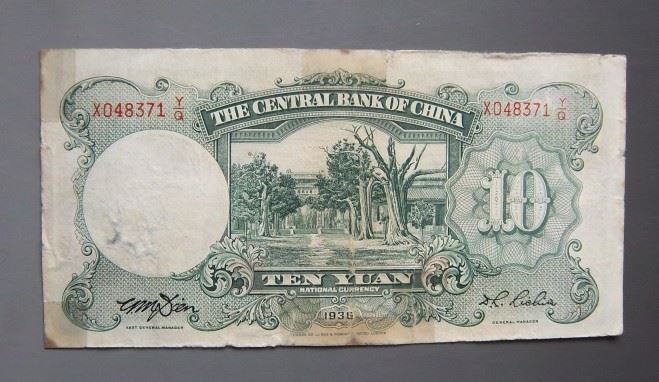 THE CENTRAL BANK OF CHINA
X048371 Y/Q
X048371 Y/Q
10
TEN YUAN
NATIONAL CURRENCY
1936
ASST GENERAL MANAGER
GENERAL MANAGER